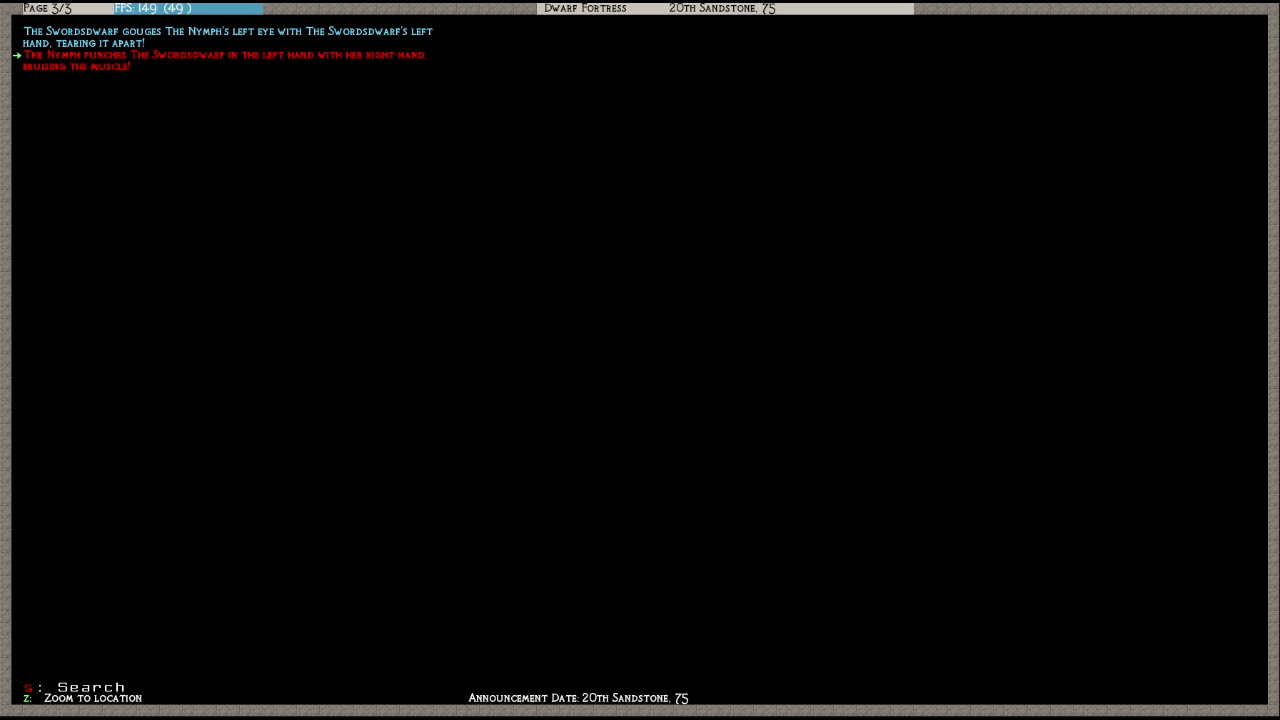 Page 3/3 FPS: 149 (49) Dwarf Fortress 20th Sandstone, 75
The Swordsdwarf gouges The Nymph's left eye with The Swordsdwarf's left
hand, tearing it apart!
The Nymph punches The Swordsdwarf in the left hand with her right hand,
bruising the muscle!
s: Search
z: Zoom to location Announcement Date: 20th Sandstone, 75